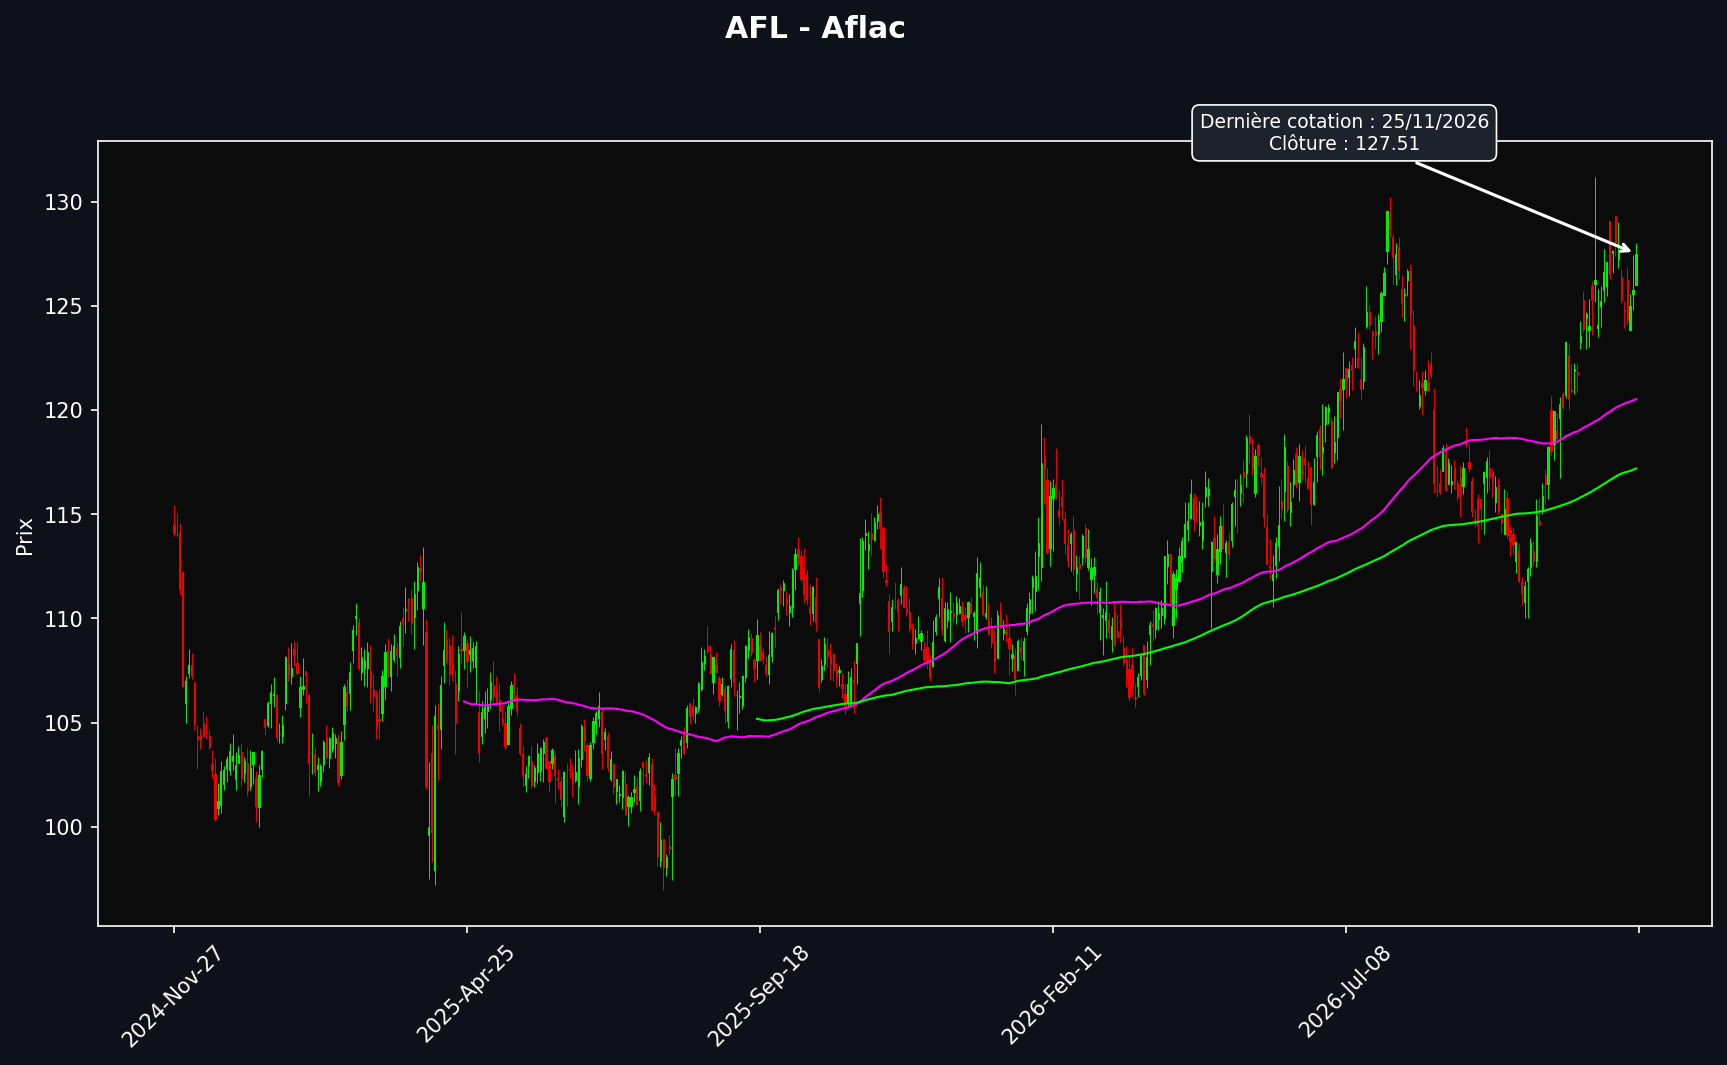 AFL - Aflac
Dernière cotation : 25/11/2026
Clôture : 127.51
130
125
120
115
110
105
100
Prix
2024-Nov-27
2025-Apr-25
2025-Sep-18
2026-Feb-11
2026-Jul-08